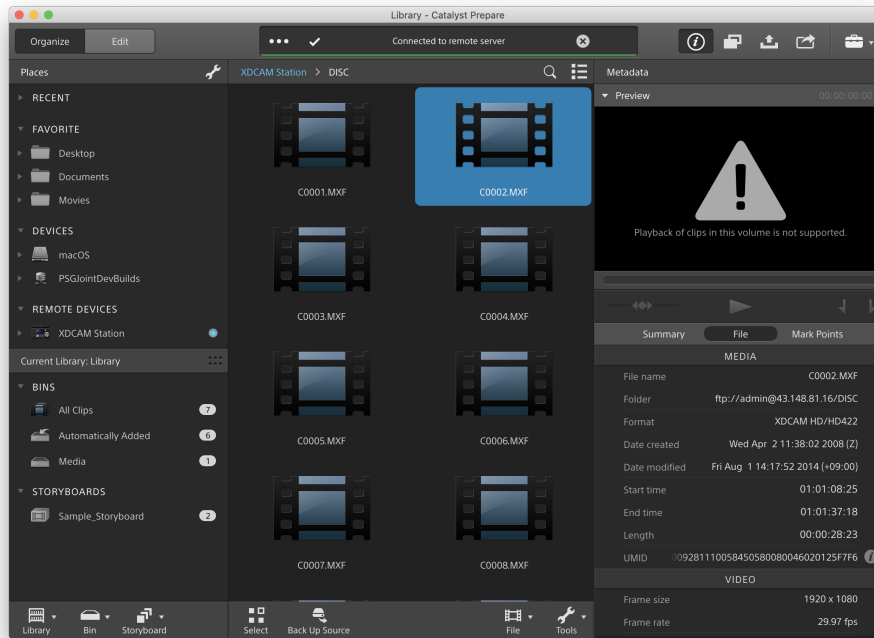 Library - Catalyst Prepare
Organize
Edit
Connected to remote server
Places
XDCAM Station > DISC
Metadata
RECENT
FAVORITE
Desktop
Documents
Movies
DEVICES
macOS
PSGJointDevBuilds
REMOTE DEVICES
XDCAM Station
Current Library: Library
BINS
All Clips 7
Automatically Added 6
Media 1
STORYBOARDS
Sample_Storyboard 2
Library
Bin
Storyboard
C0001.MXF
C0002.MXF
C0003.MXF
C0004.MXF
C0005.MXF
C0006.MXF
C0007.MXF
C0008.MXF
Select
Back Up Source
File
Tools
Preview 00:00:00:00
Playback of clips in this volume is not supported.
Summary
File
Mark Points
MEDIA
File name C0002.MXF
Folder ftp://admin@43.148.81.16/DISC
Format XDCAM HD/HD422
Date created Wed Apr 2 11:38:02 2008 (Z)
Date modified Fri Aug 1 14:17:52 2014 (+09:00)
Start time 01:01:08:25
End time 01:01:37:18
Length 00:00:28:23
UMID 009281110058450580080046020125F7F6
VIDEO
Frame size 1920 x 1080
Frame rate 29.97 fps